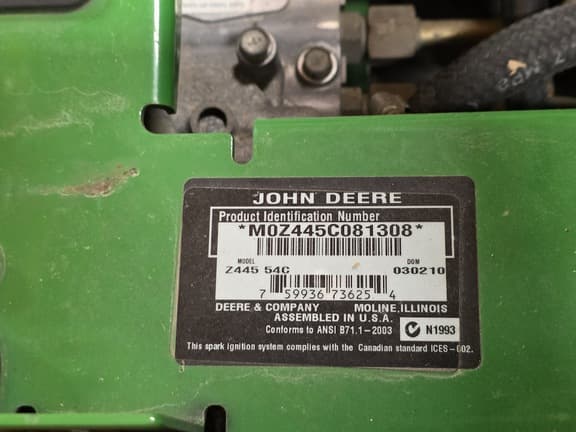 JOHN DEERE
Product Identification Number
*M0Z445C081308*
MODEL DOM
Z445 54C 030210
7 59936 73625 4
DEERE & COMPANY MOLINE, ILLINOIS
ASSEMBLED IN U.S.A.
Conforms to ANSI B71.1-2003 N1993
This spark ignition system complies with the Canadian standard ICES-002.